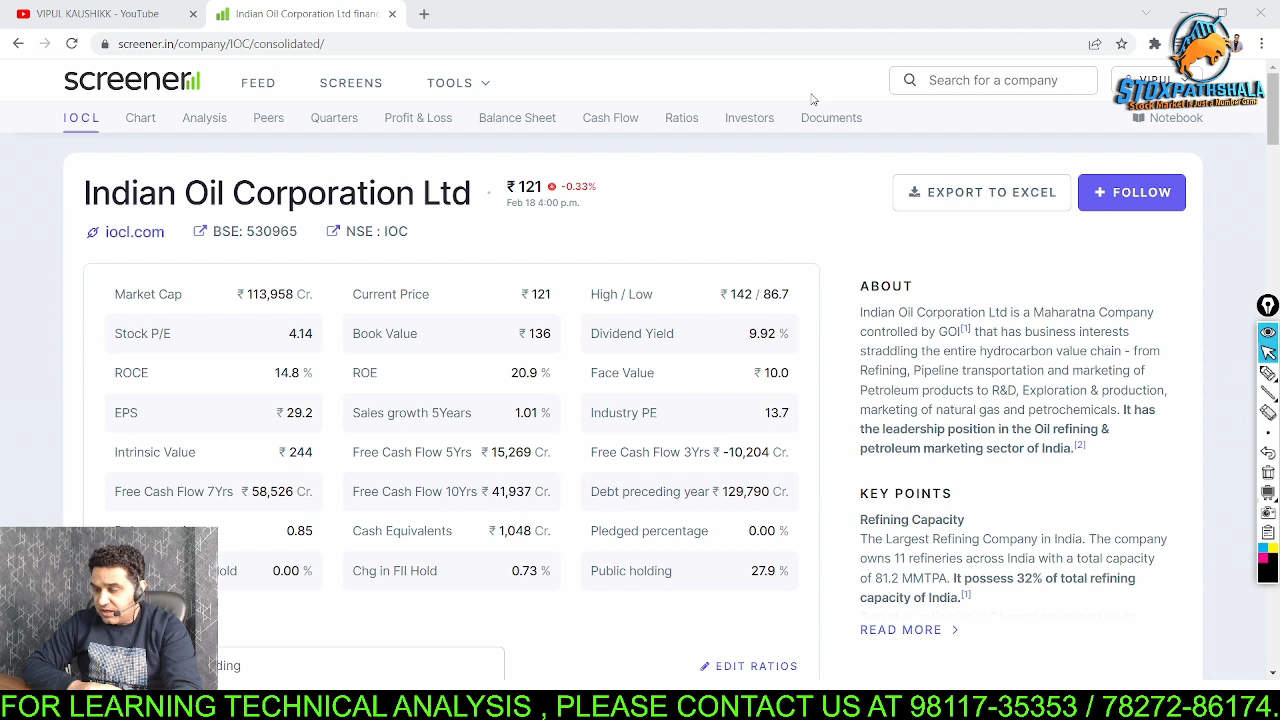 VIPUL KAUSHIKK - YouTube
Indian Oil Corporation Ltd financ
screener.in/company/IOC/consolidated/
screener
FEED
SCREENS
TOOLS
Search for a company
VIPUL
STOXPATHSHALA
Stock Market is Just a Number Game
IOCL
Chart
Analysis
Peers
Quarters
Profit & Loss
ce Sheet
Cash Flow
Ratios
Investors
Documents
Notebook
Indian Oil Corporation Ltd
₹ 121 -0.33%
Feb 18 4:00 p.m.
EXPORT TO EXCEL
+ FOLLOW
iocl.com
BSE: 530965
NSE : IOC
Market Cap ₹ 113,958 Cr.
Current Price ₹ 121
High / Low ₹ 142 / 86.7
Stock P/E 4.14
Book Value ₹ 136
Dividend Yield 9.92 %
ROCE 14.8 %
ROE 20.9 %
Face Value ₹ 10.0
EPS ₹ 29.2
Sales growth 5Years 1.01 %
Industry PE 13.7
Intrinsic Value ₹ 244
Free Cash Flow 5Yrs ₹ 15,269 Cr.
Free Cash Flow 3Yrs ₹ -10,204 Cr.
Free Cash Flow 7Yrs ₹ 58,526 Cr.
Free Cash Flow 10Yrs ₹ 41,937 Cr.
Debt preceding year ₹ 129,790 Cr.
0.85
Cash Equivalents ₹ 1,048 Cr.
Pledged percentage 0.00 %
old 0.00 %
Chg in FII Hold 0.73 %
Public holding 27.9 %
ding
EDIT RATIOS
ABOUT
Indian Oil Corporation Ltd is a Maharatna Company
controlled by GOI[1] that has business interests
straddling the entire hydrocarbon value chain - from
Refining, Pipeline transportation and marketing of
Petroleum products to R&D, Exploration & production,
marketing of natural gas and petrochemicals. It has
the leadership position in the Oil refining &
petroleum marketing sector of India.[2]
KEY POINTS
Refining Capacity
The Largest Refining Company in India. The company
owns 11 refineries across India with a total capacity
of 81.2 MMTPA. It possess 32% of total refining
capacity of India.[1]
READ MORE >
FOR LEARNING TECHNICAL ANALYSIS , PLEASE CONTACT US AT 98117-35353 / 78272-86174.